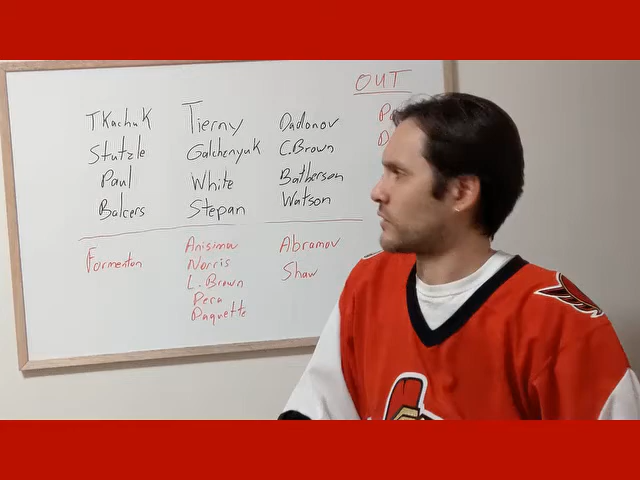 OUT
Tkachuk Tierny Dadonov
Stutzle Galchenyuk C.Brown
Paul White Batherson
Balcers Stepan Watson
Formenton Anisimov Abramov
Norris Shaw
L.Brown
Peca
Paquette